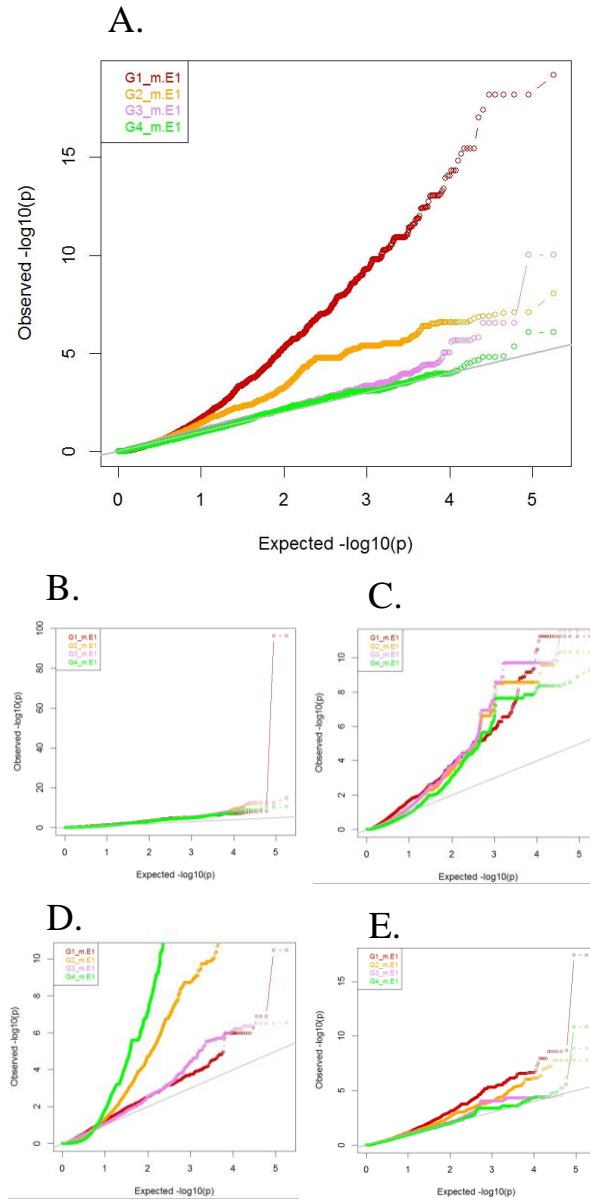 A.
G1_m.E1
G2_m.E1
G3_m.E1
G4_m.E1
Observed -log10(p)
0 5 10 15
0 1 2 3 4 5
Expected -log10(p)
B.
G1_m.E1
G2_m.E1
G3_m.E1
G4_m.E1
Observed -log10(p)
0 20 40 60 80 100
0 1 2 3 4 5
Expected -log10(p)
C.
G1_m.E1
G2_m.E1
G3_m.E1
G4_m.E1
Observed -log10(p)
0 2 4 6 8 10
0 1 2 3 4 5
Expected -log10(p)
D.
G1_m.E1
G2_m.E1
G3_m.E1
G4_m.E1
Observed -log10(p)
0 2 4 6 8 10
0 1 2 3 4 5
Expected -log10(p)
E.
G1_m.E1
G2_m.E1
G3_m.E1
G4_m.E1
Observed -log10(p)
0 5 10 15
0 1 2 3 4 5
Expected -log10(p)